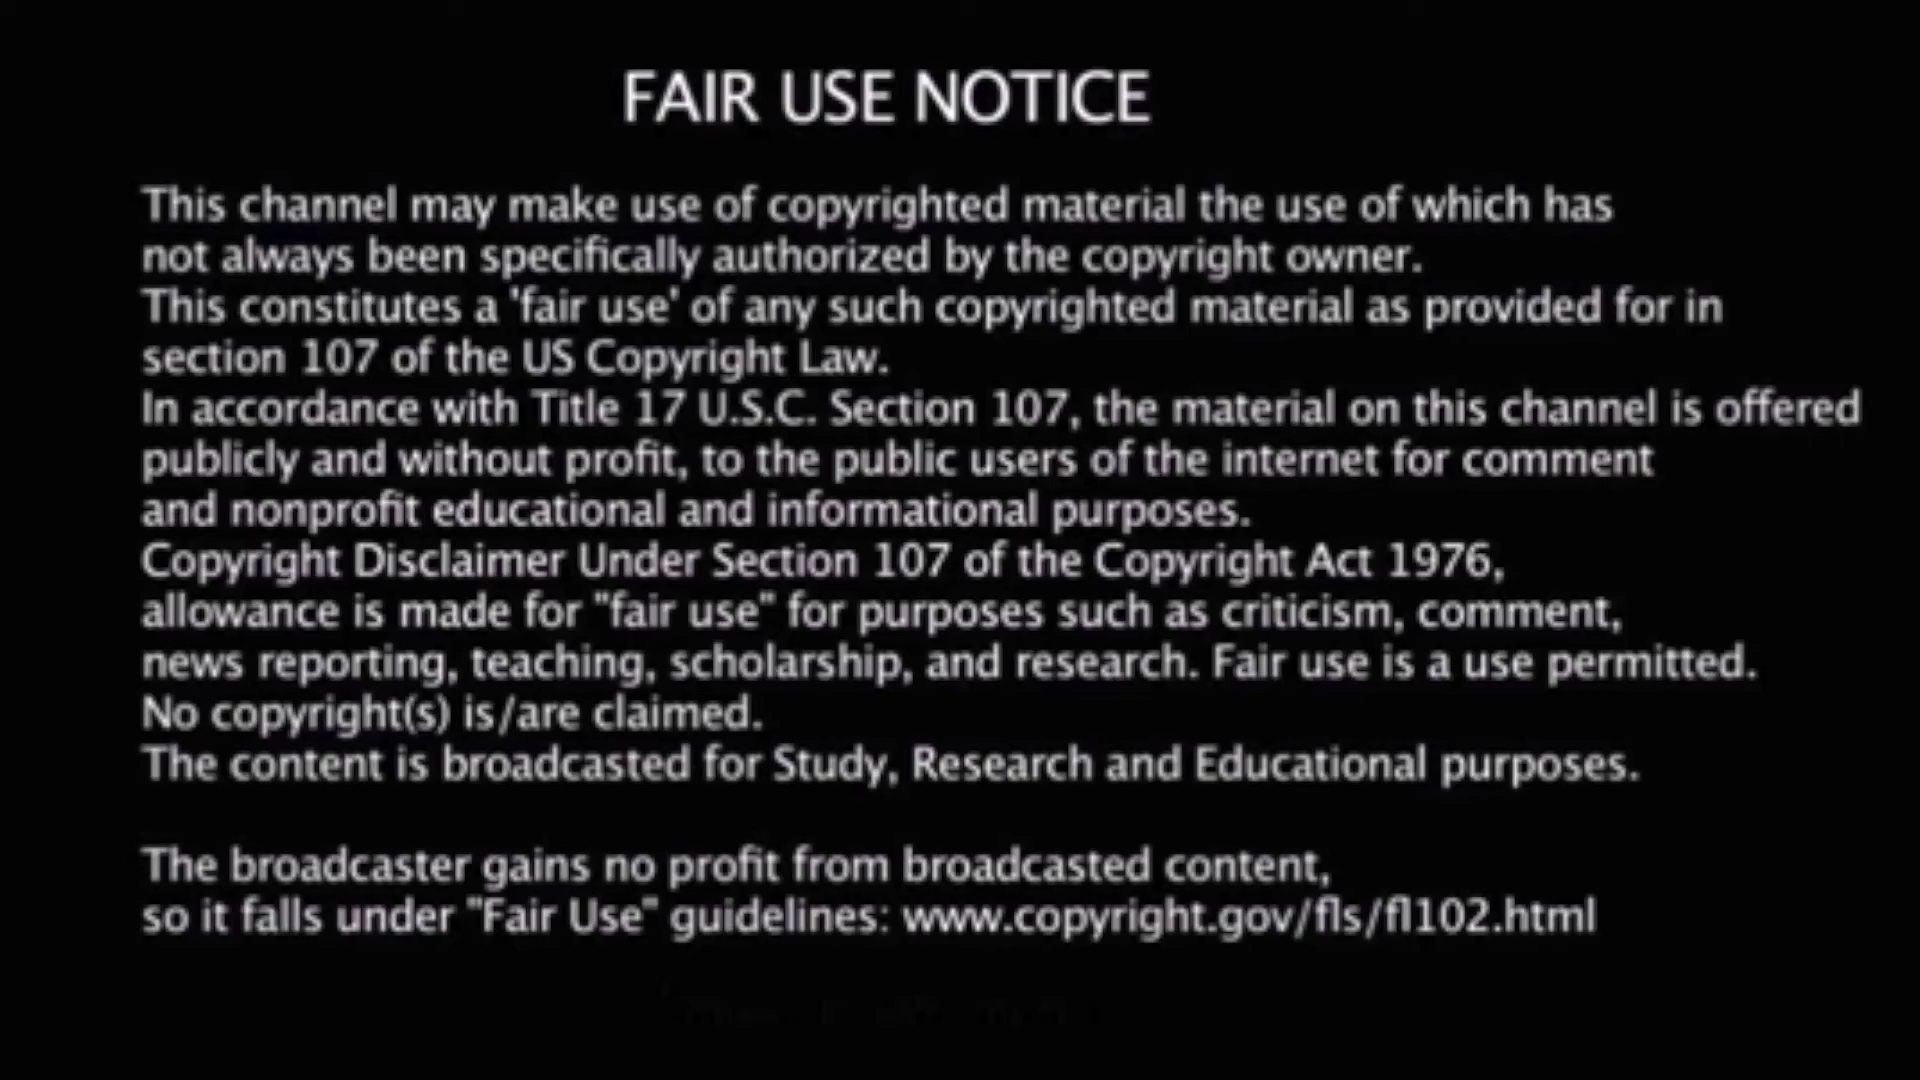 FAIR USE NOTICE
This channel may make use of copyrighted material the use of which has
not always been specifically authorized by the copyright owner.
This constitutes a 'fair use' of any such copyrighted material as provided for in
section 107 of the US Copyright Law.
In accordance with Title 17 U.S.C. Section 107, the material on this channel is offered
publicly and without profit, to the public users of the internet for comment
and nonprofit educational and informational purposes.
Copyright Disclaimer Under Section 107 of the Copyright Act 1976,
allowance is made for "fair use" for purposes such as criticism, comment,
news reporting, teaching, scholarship, and research. Fair use is a use permitted.
No copyright(s) is/are claimed.
The content is broadcasted for Study, Research and Educational purposes.
The broadcaster gains no profit from broadcasted content,
so it falls under "Fair Use" guidelines: www.copyright.gov/fls/fl102.html